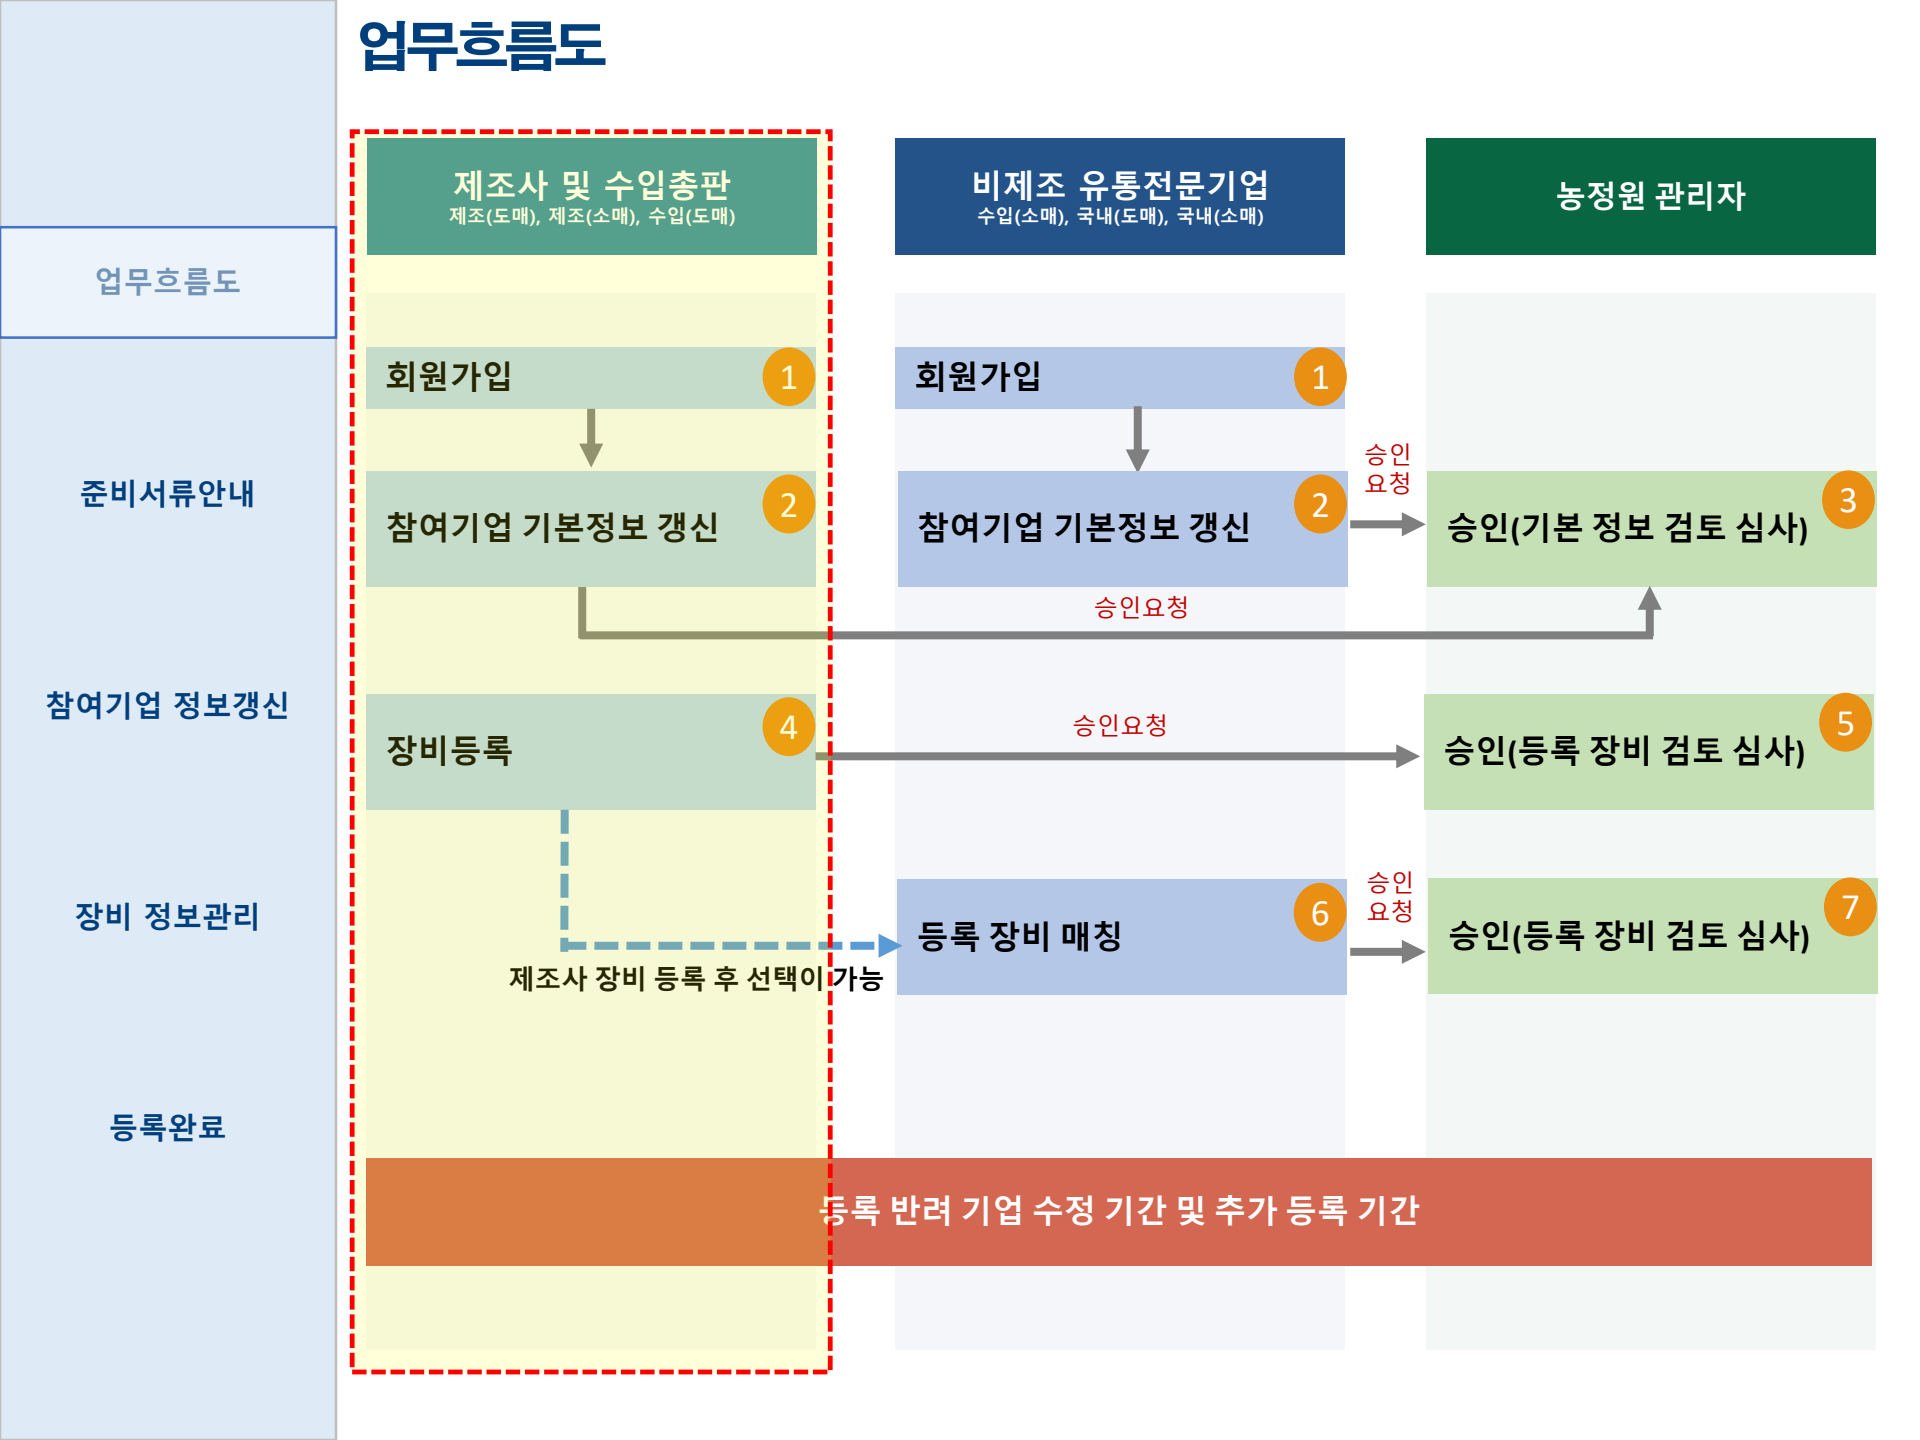 업무흐름도
업무흐름도
준비서류안내
참여기업 정보갱신
장비 정보관리
등록완료
제조사 및 수입총판
제조(도매), 제조(소매), 수입(도매)
비제조 유통전문기업
수입(소매), 국내(도매), 국내(소매)
농정원 관리자
회원가입
1
회원가입
1
참여기업 기본정보 갱신
2
참여기업 기본정보 갱신
2
승인
요청
승인(기본 정보 검토 심사)
3
승인요청
장비등록
4
승인요청
승인(등록 장비 검토 심사)
5
제조사 장비 등록 후 선택이 가능
등록 장비 매칭
6
승인
요청
승인(등록 장비 검토 심사)
7
등록 반려 기업 수정 기간 및 추가 등록 기간